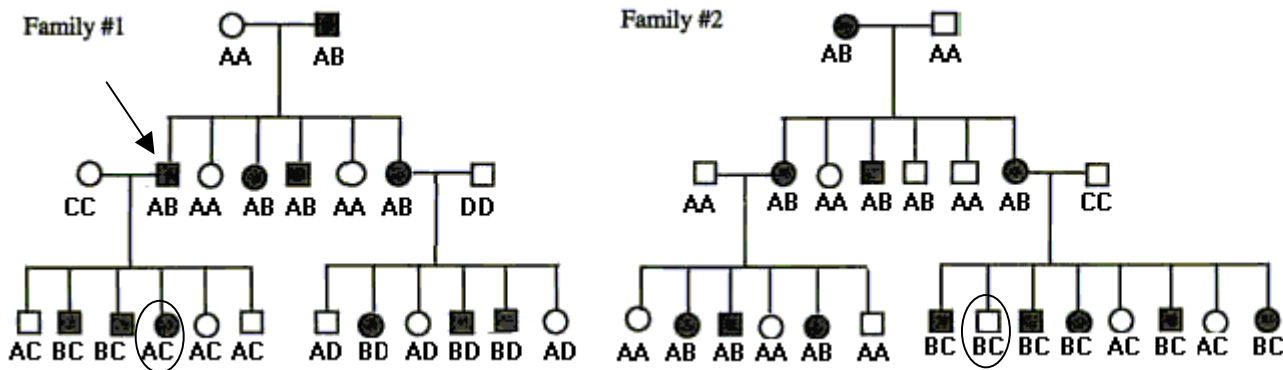 Family #1
Family #2
AA AB
AB AA
CC AB AA AB AB AA AB DD
AA AB AA AB AB AA AB CC
AC BC BC AC AC AC AD BD AD BD BD AD
AA AB AB AA AB AA BC BC BC BC AC BC AC BC